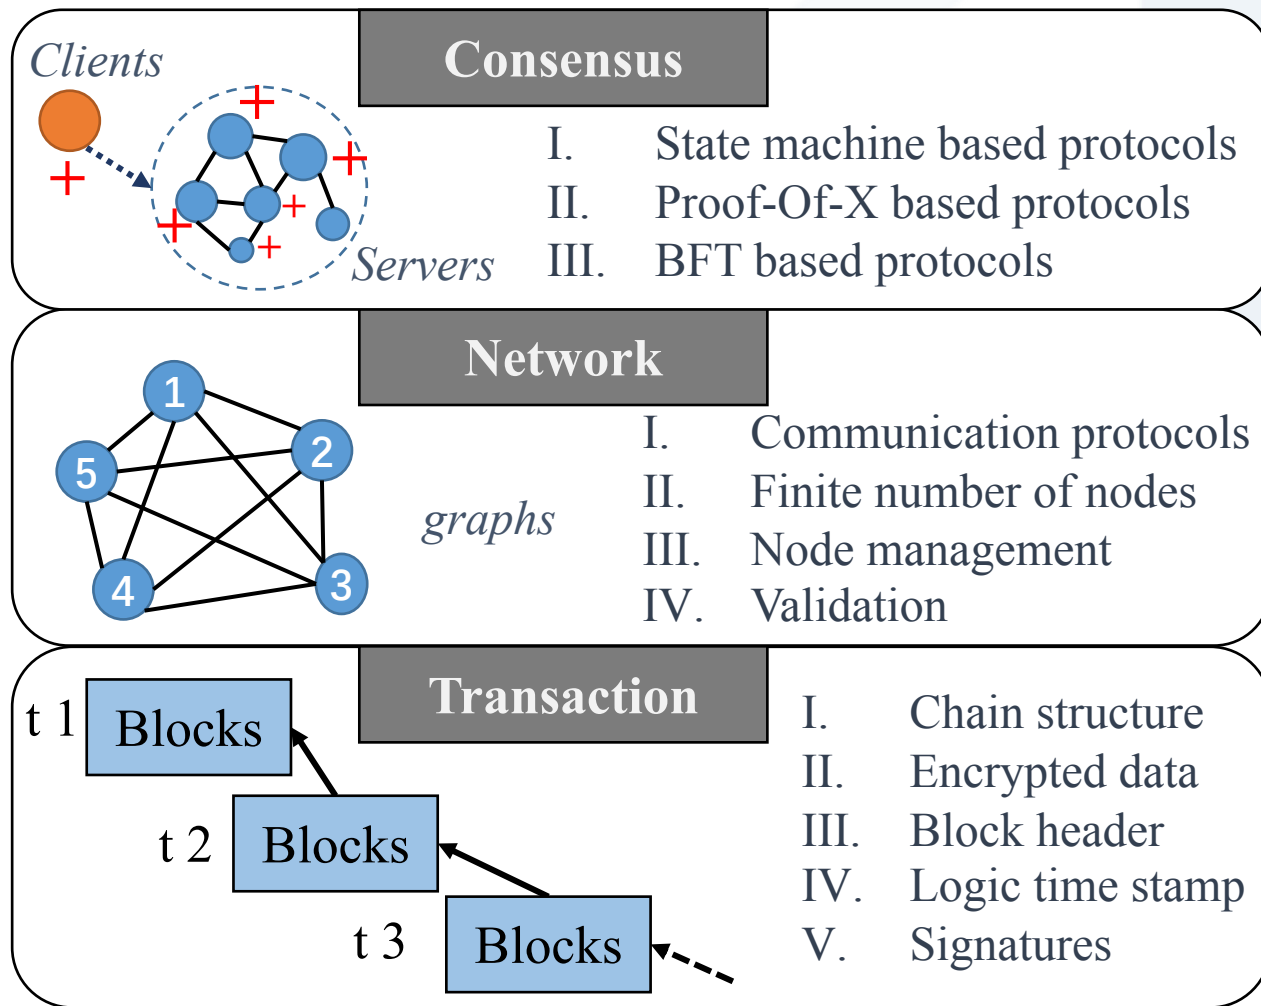 Consensus
Clients
Servers
I. State machine based protocols
II. Proof-Of-X based protocols
III. BFT based protocols
Network
1
2
5
4
3
graphs
I. Communication protocols
II. Finite number of nodes
III. Node management
IV. Validation
Transaction
t 1 Blocks
t 2 Blocks
t 3 Blocks
I. Chain structure
II. Encrypted data
III. Block header
IV. Logic time stamp
V. Signatures